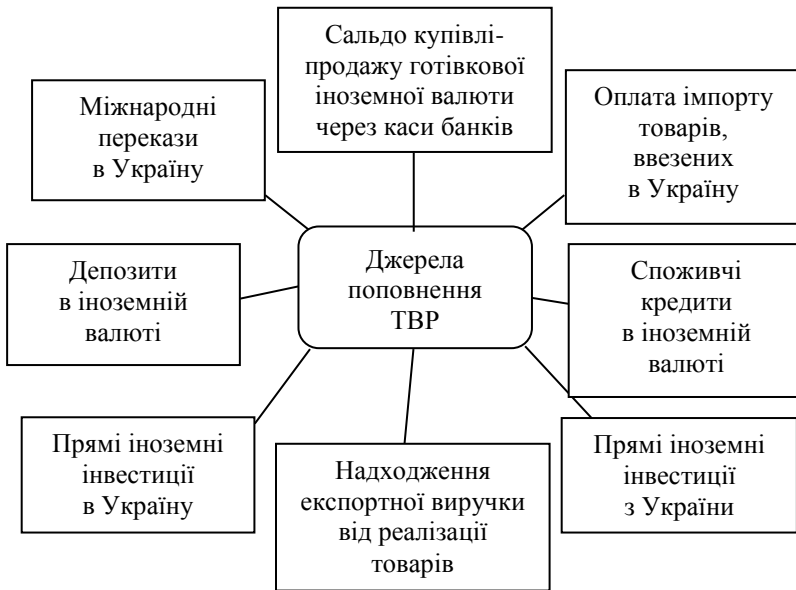 Сальдо купівлі-
продажу готівкової
іноземної валюти
через каси банків
Міжнародні
перекази
в Україну
Оплата імпорту
товарів,
ввезених
в Україну
Джерела
поповнення
ТВР
Депозити
в іноземній
валюті
Споживчі
кредити
в іноземній
валюті
Прямі іноземні
інвестиції
в Україну
Надходження
експортної виручки
від реалізації
товарів
Прямі іноземні
інвестиції
з України